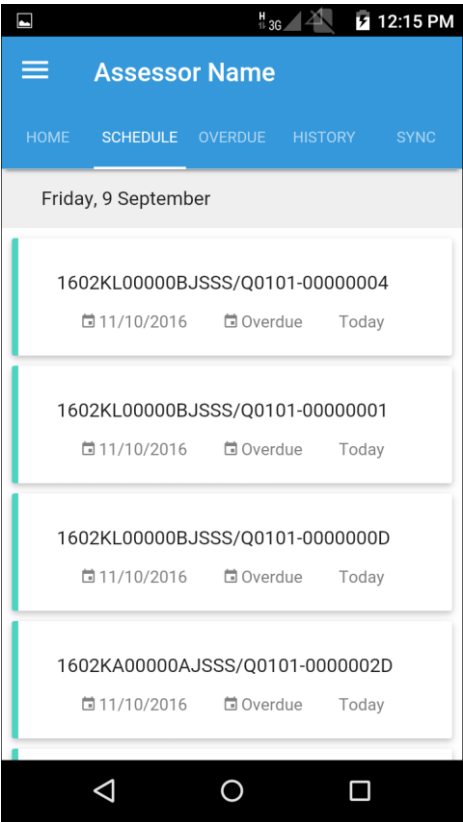 H 3G 12:15 PM
Assessor Name
HOME SCHEDULE OVERDUE HISTORY SYNC
Friday, 9 September
1602KL00000BJSSS/Q0101-00000004
11/10/2016 Overdue Today
1602KL00000BJSSS/Q0101-00000001
11/10/2016 Overdue Today
1602KL00000BJSSS/Q0101-0000000D
11/10/2016 Overdue Today
1602KA00000AJSSS/Q0101-0000002D
11/10/2016 Overdue Today